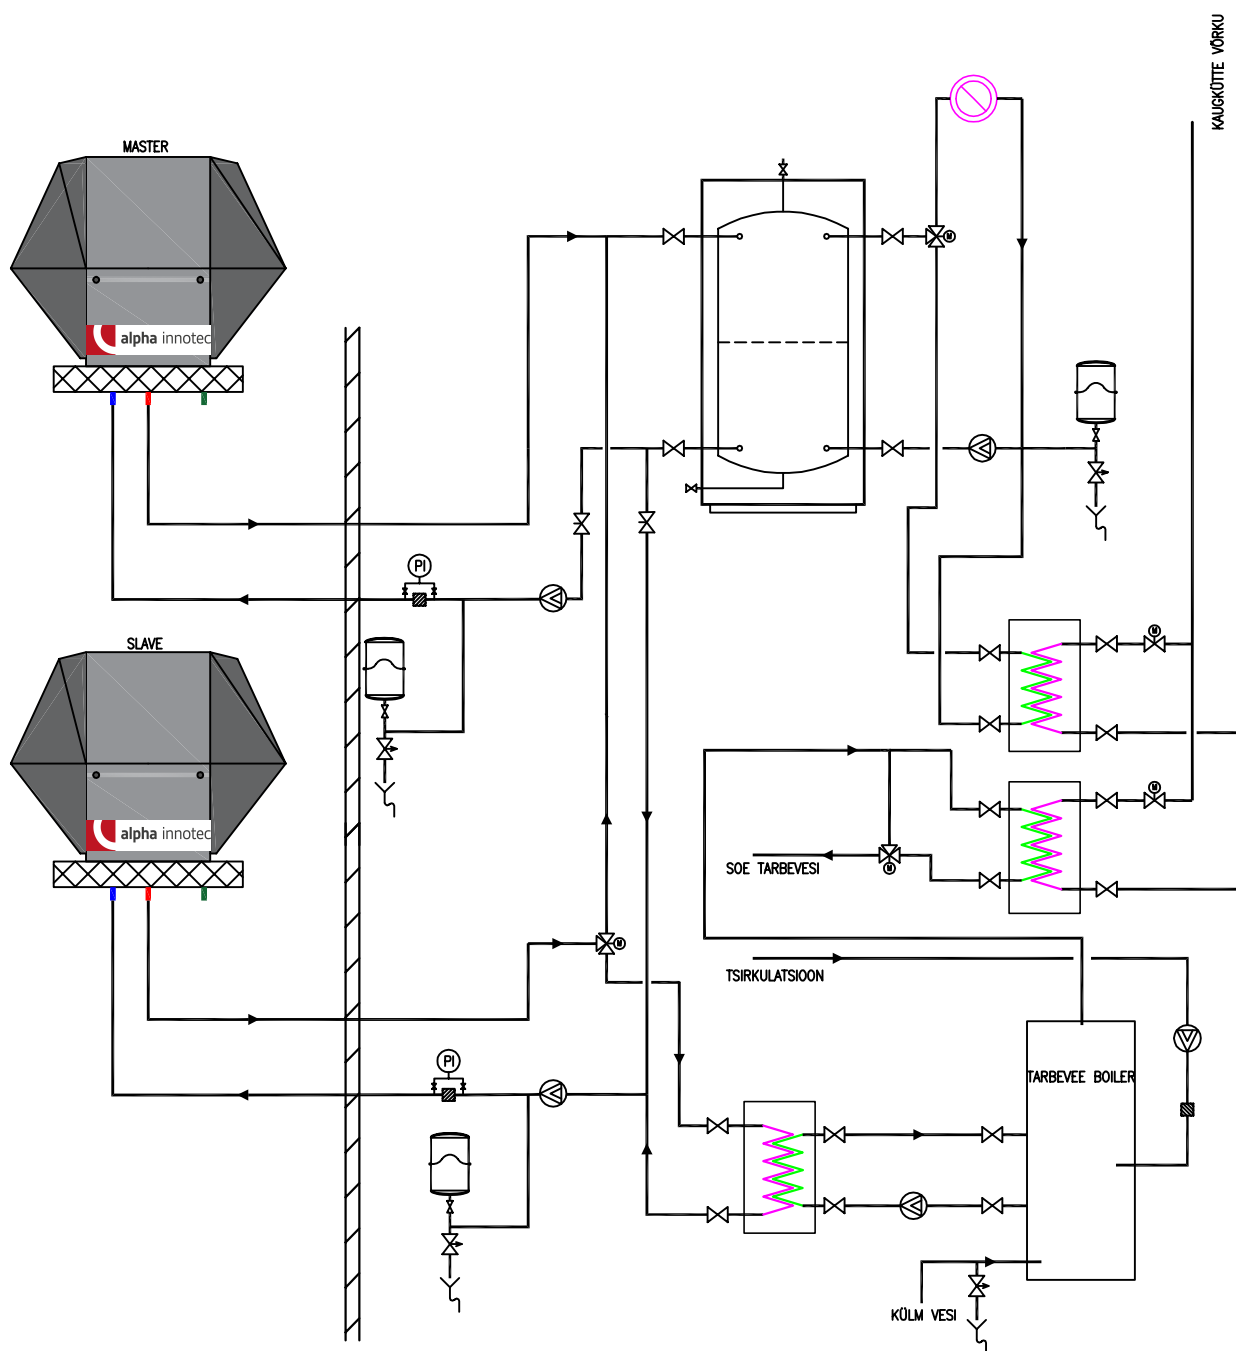 KAUGKÜTTE VÕRKU
MASTER
alpha innotec
M
PI
SLAVE
M
alpha innotec
M
SOE TARBEVESI
M
M
TSIRKULATSIOON
PI
TARBEVEE BOILER
KÜLM VESI